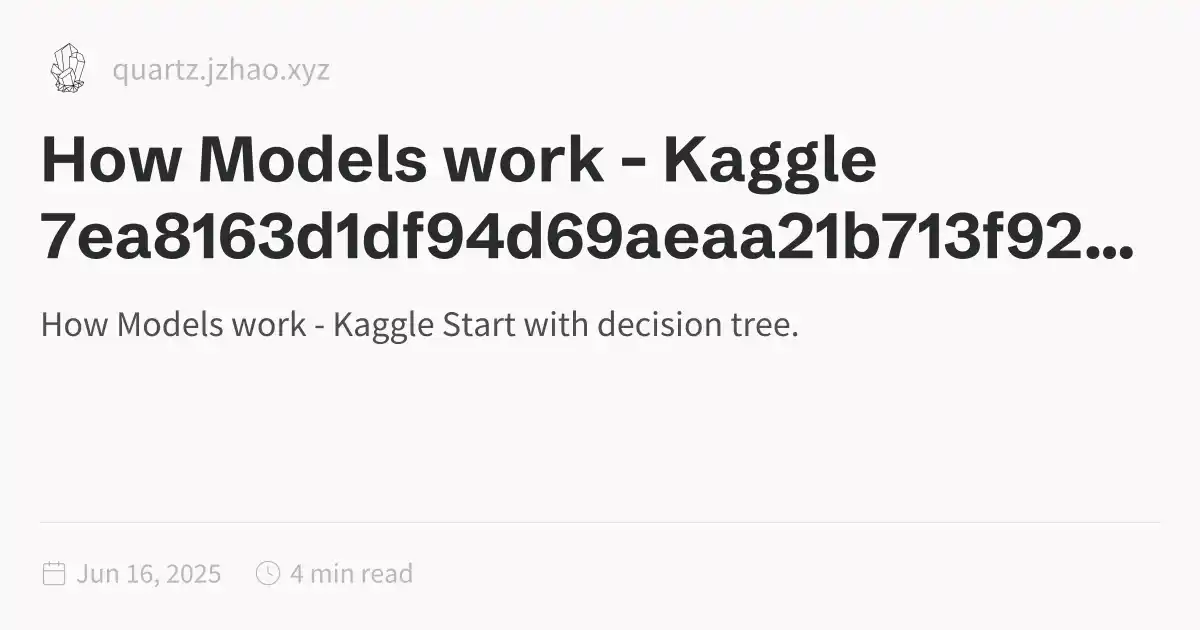 quartz.jzhao.xyz
How Models work - Kaggle
7ea8163d1df94d69aeaa21b713f92...
How Models work - Kaggle Start with decision tree.
Jun 16, 2025 4 min read